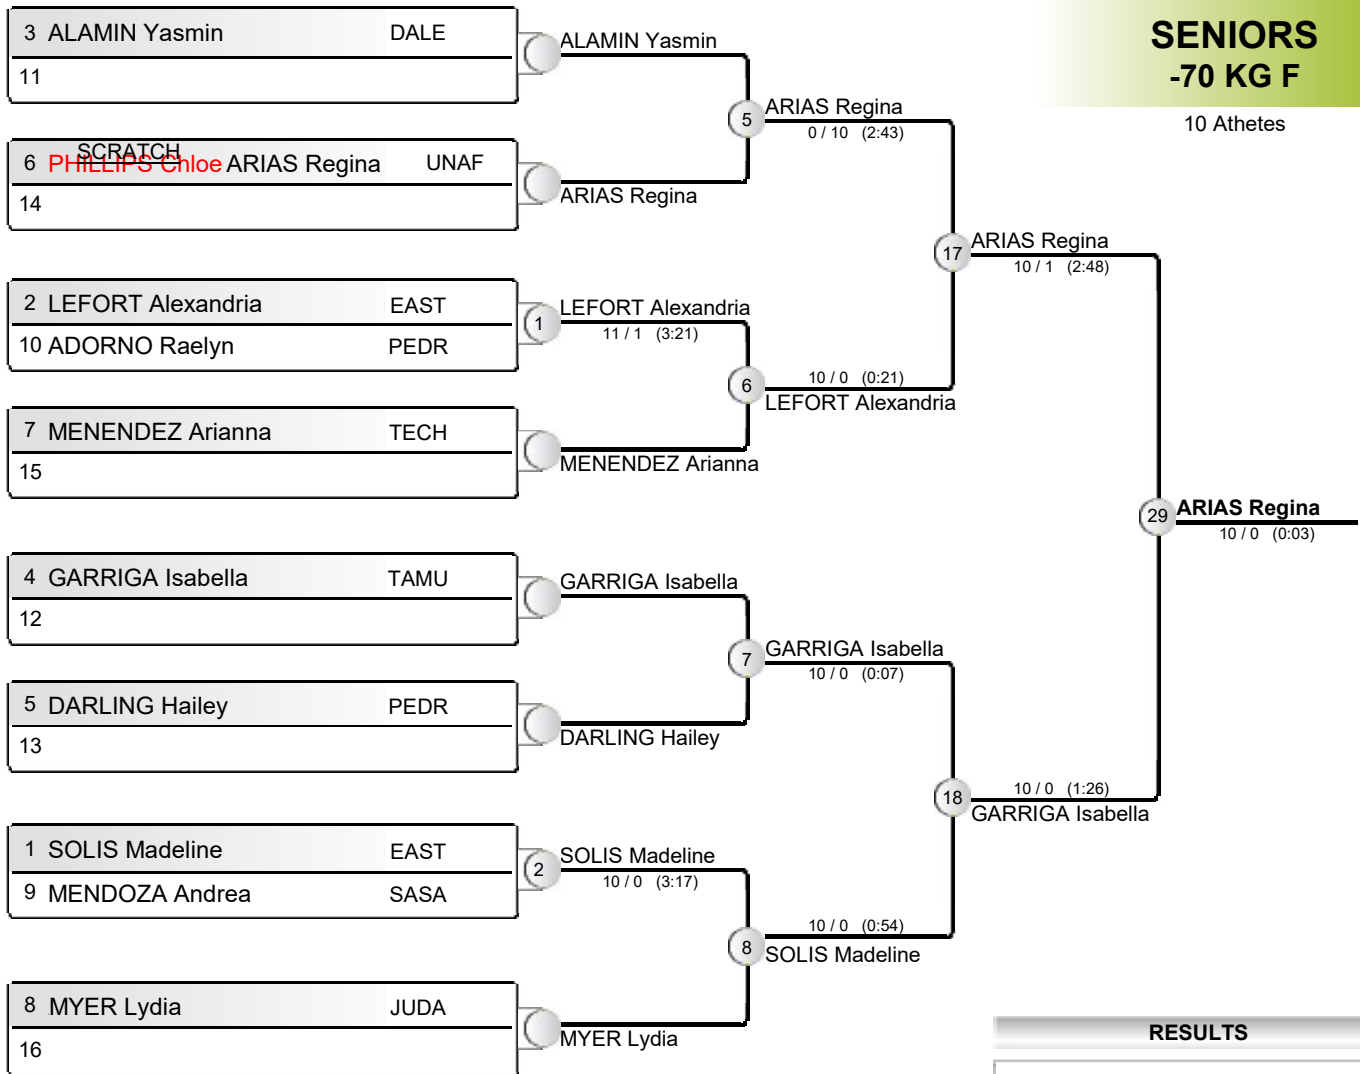 SENIORS
-70 KG F
10 Athetes
3 ALAMIN Yasmin DALE
11
ALAMIN Yasmin
5
ARIAS Regina
0 / 10 (2:43)
SCRATCH
6 PHILLIPS Chloe ARIAS Regina UNAF
14
ARIAS Regina
17
ARIAS Regina
10 / 1 (2:48)
2 LEFORT Alexandria EAST
10 ADORNO Raelyn PEDR
1
LEFORT Alexandria
11 / 1 (3:21)
6
10 / 0 (0:21)
LEFORT Alexandria
7 MENENDEZ Arianna TECH
15
MENENDEZ Arianna
29
ARIAS Regina
10 / 0 (0:03)
4 GARRIGA Isabella TAMU
12
GARRIGA Isabella
7
GARRIGA Isabella
10 / 0 (0:07)
5 DARLING Hailey PEDR
13
DARLING Hailey
18
10 / 0 (1:26)
GARRIGA Isabella
1 SOLIS Madeline EAST
9 MENDOZA Andrea SASA
2
SOLIS Madeline
10 / 0 (3:17)
8
10 / 0 (0:54)
SOLIS Madeline
8 MYER Lydia JUDA
16
MYER Lydia
RESULTS